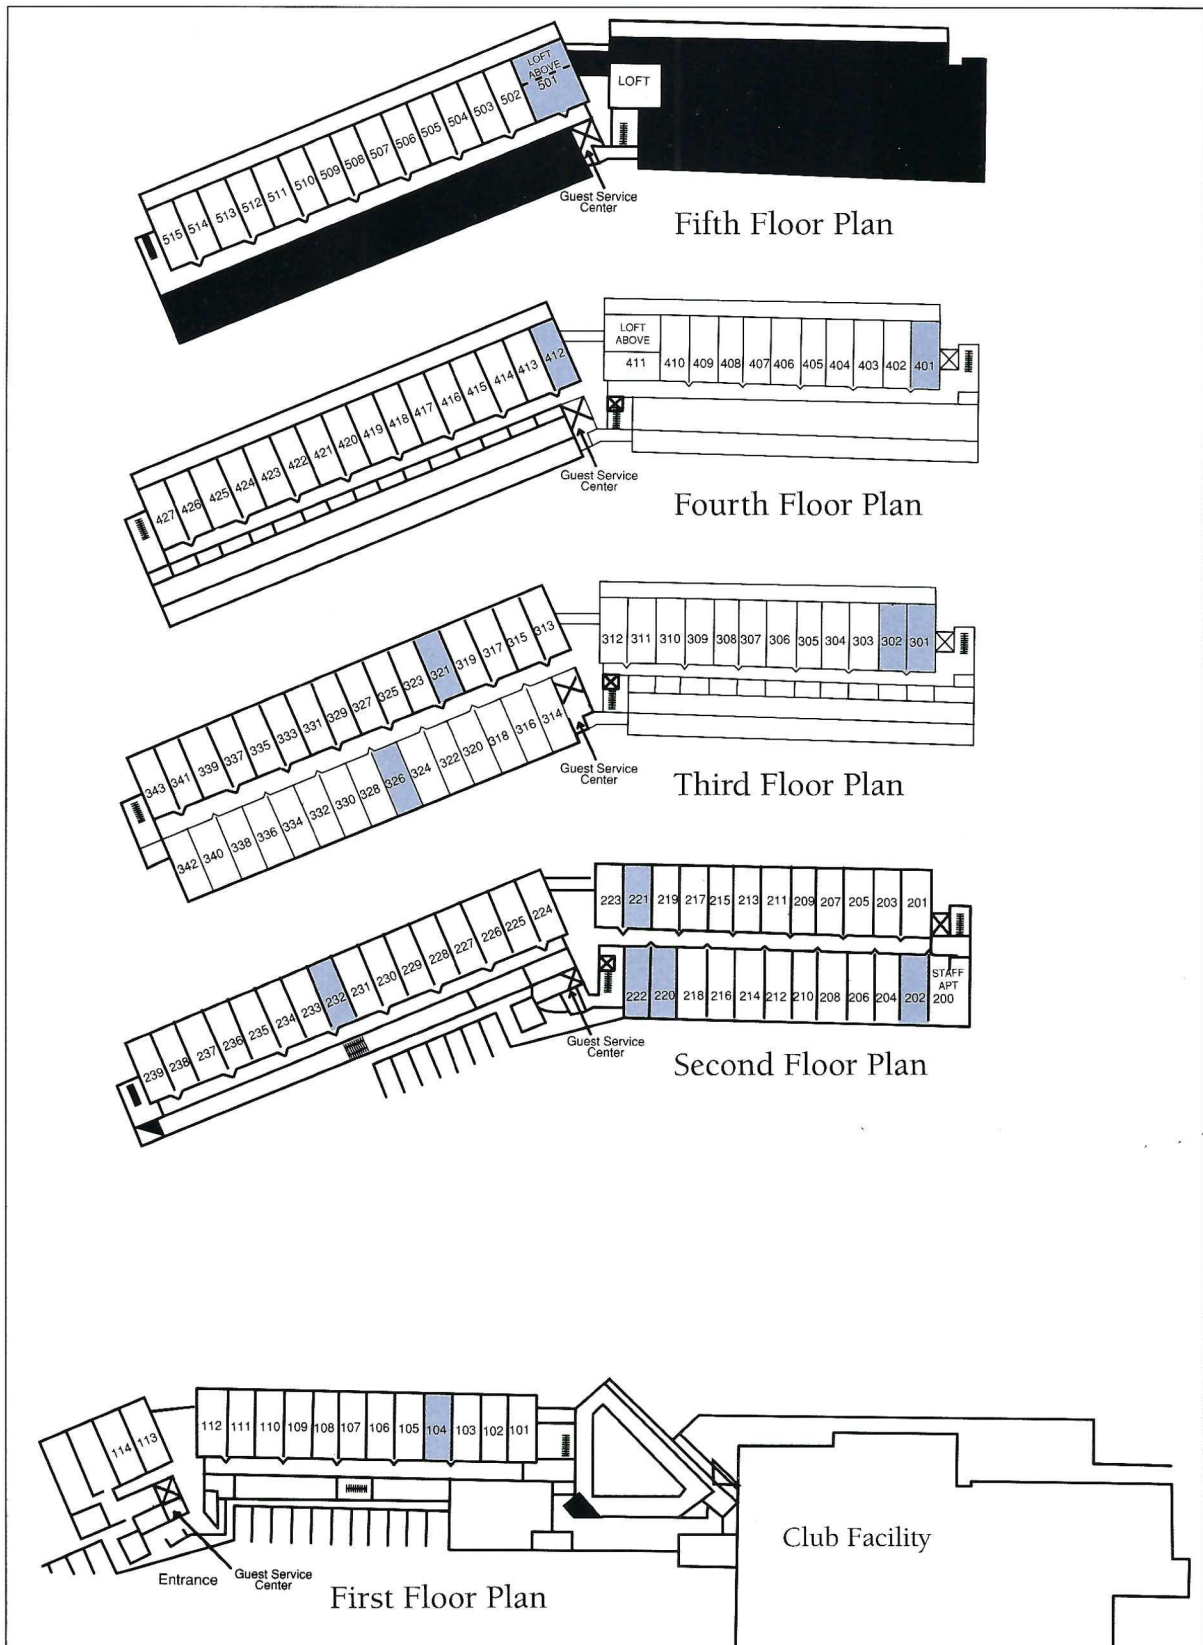 LOFT
ABOVE
501
502
503
504
505
506
507
508
509
510
511
512
513
514
515
LOFT
Guest Service
Center
Fifth Floor Plan
412
413
414
415
416
417
418
419
420
421
422
423
424
425
426
427
LOFT
ABOVE
411 410 409 408 407 406 405 404 403 402 401
Guest Service
Center
Fourth Floor Plan
313
315
317
319
321
323
325
327
329
331
333
335
337
339
341
343
314
316
318
320
322
324
326
328
330
332
334
336
338
340
342
312 311 310 309 308 307 306 305 304 303 302 301
Guest Service
Center
Third Floor Plan
224
225
226
227
228
229
230
231
232
233
234
235
236
237
238
239
223 221 219 217 215 213 211 209 207 205 203 201
222 220 218 216 214 212 210 208 206 204 202
STAFF
APT
200
Guest Service
Center
Second Floor Plan
114 113
112 111 110 109 108 107 106 105 104 103 102 101
Entrance
Guest Service
Center
First Floor Plan
Club Facility